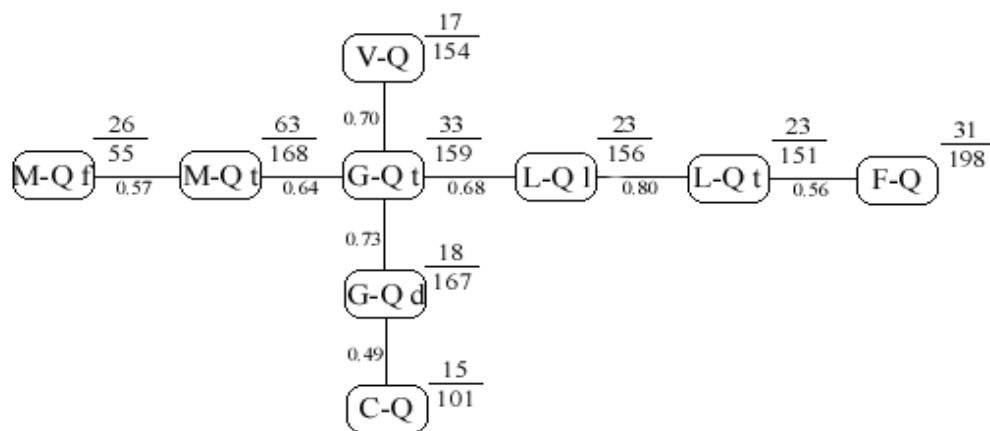 17
154
V-Q
0.70
26
55
63
168
33
159
23
156
23
151
31
198
M-Q f
0.57
M-Q t
0.64
G-Q t
0.68
L-Q l
0.80
L-Q t
0.56
F-Q
0.73
18
167
G-Q d
0.49
15
101
C-Q